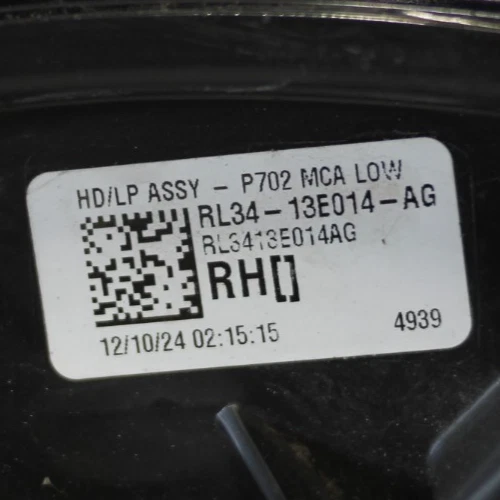 HD/LP ASSY - P702 MCA LOW
RL34-13E014-AG
RL3413E014AG
RH[]
12/10/24 02:15:15
4939